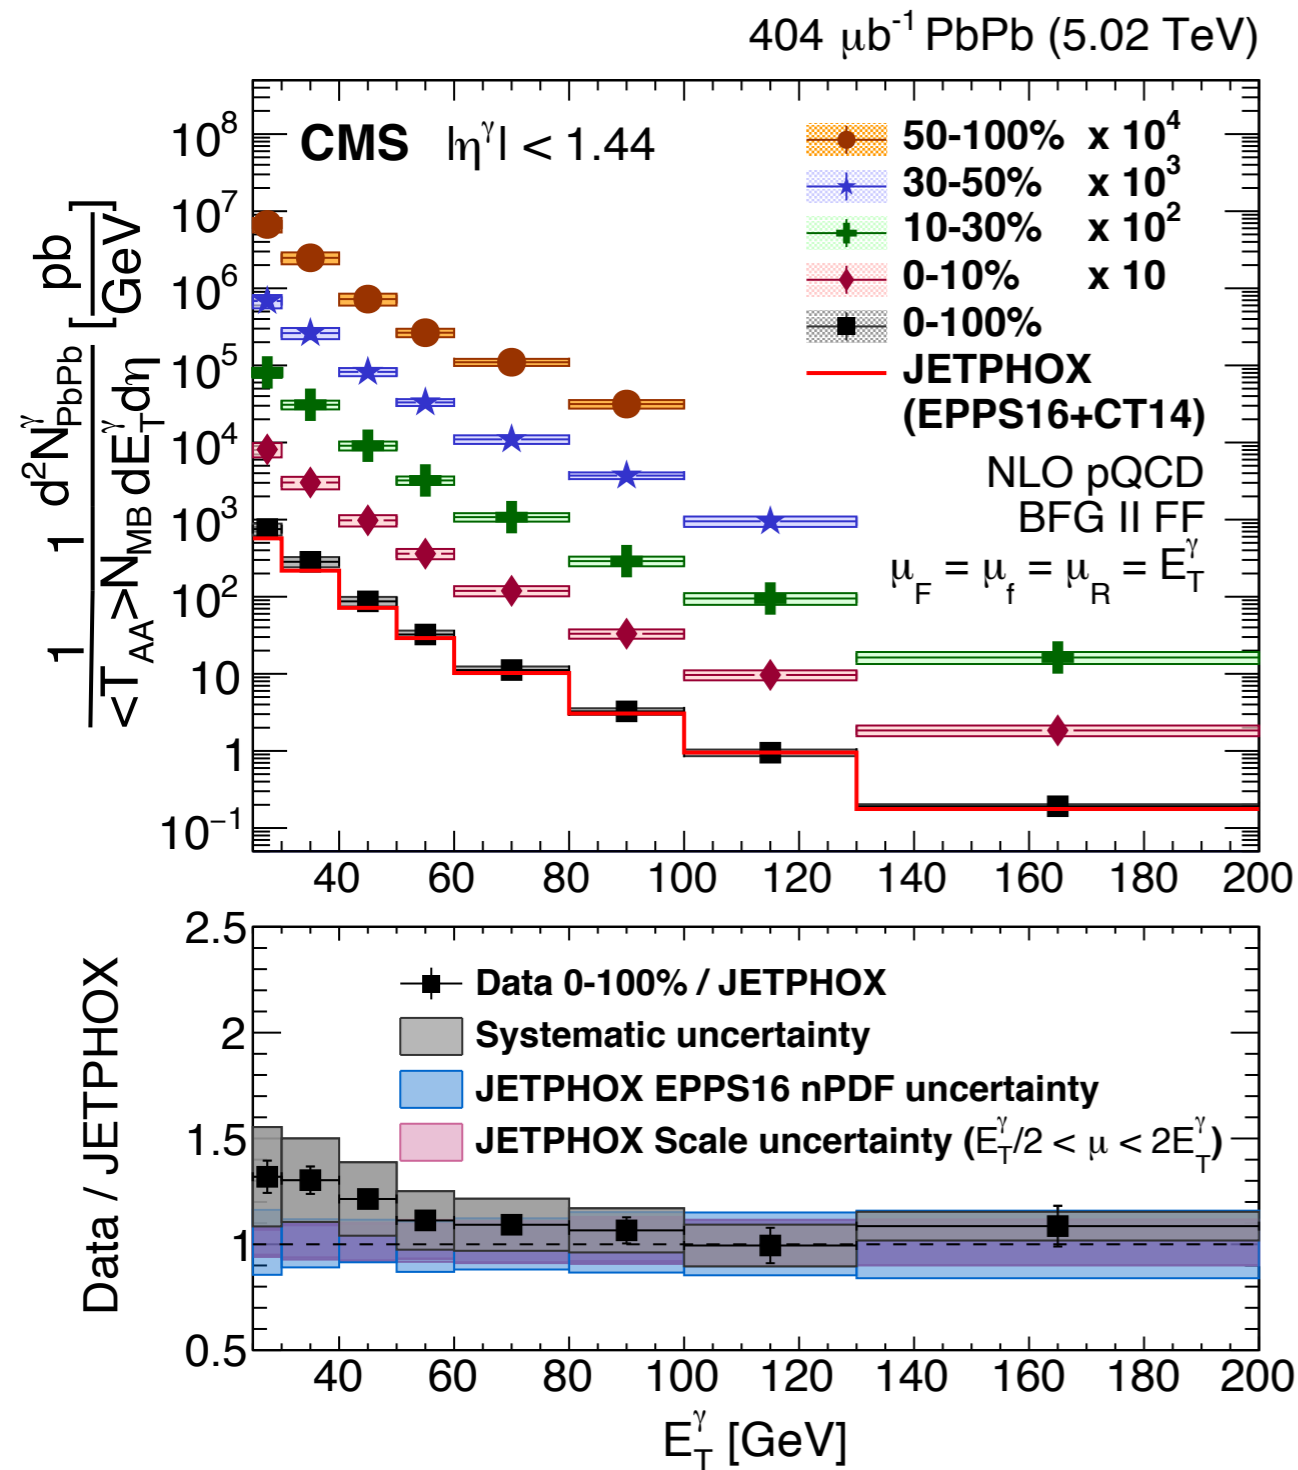 404 μb⁻¹ PbPb (5.02 TeV)
CMS |η^γ| < 1.44
50-100% x 10⁴
30-50% x 10³
10-30% x 10²
0-10% x 10
0-100%
JETPHOX
(EPPS16+CT14)
NLO pQCD
BFG II FF
μ_F = μ_f = μ_R = E_T^γ
10⁸
10⁷
10⁶
10⁵
10⁴
10³
10²
10
1
10⁻¹
1/<T_AA> 1/N_MB d²N^γ_PbPb/dE_T^γdη [pb/GeV]
40 60 80 100 120 140 160 180 200
2.5
2
1.5
1
0.5
Data / JETPHOX
Data 0-100% / JETPHOX
Systematic uncertainty
JETPHOX EPPS16 nPDF uncertainty
JETPHOX Scale uncertainty (E_T^γ/2 < μ < 2E_T^γ)
40 60 80 100 120 140 160 180 200
E_T^γ [GeV]